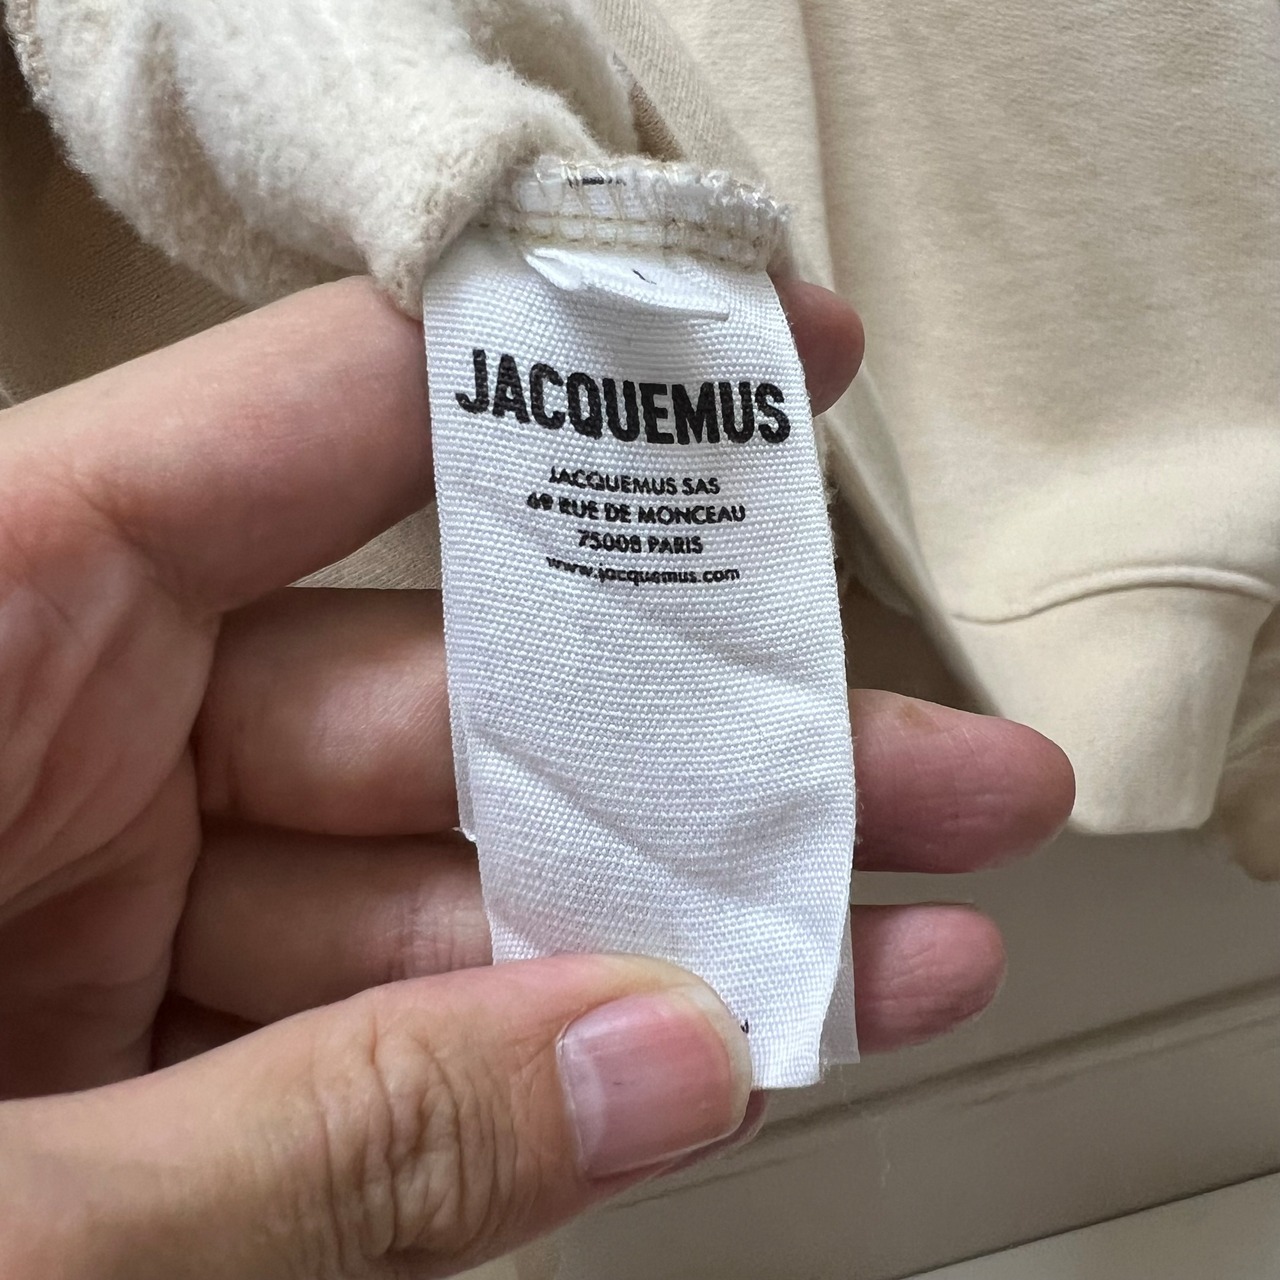 JACQUEMUS
JACQUEMUS SAS
69 RUE DE MONCEAU
75008 PARIS
www.jacquemus.com